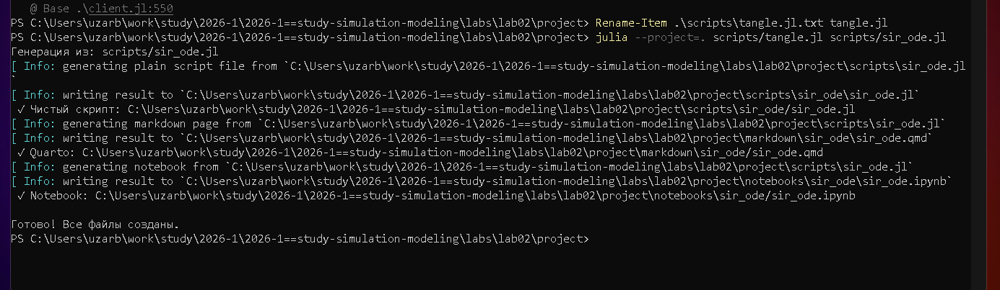 @ Base .\client.jl:550
PS C:\Users\uzarb\work\study\2026-1\2026-1==study-simulation-modeling\labs\lab02\project> Rename-Item .\scripts\tangle.jl.txt tangle.jl
PS C:\Users\uzarb\work\study\2026-1\2026-1==study-simulation-modeling\labs\lab02\project> julia --project=. scripts/tangle.jl scripts/sir_ode.jl
Генерация из: scripts/sir_ode.jl
[ Info: generating plain script file from `C:\Users\uzarb\work\study\2026-1\2026-1==study-simulation-modeling\labs\lab02\project\scripts\sir_ode.jl
`
[ Info: writing result to `C:\Users\uzarb\work\study\2026-1\2026-1==study-simulation-modeling\labs\lab02\project\scripts\sir_ode\sir_ode.jl`
✓ Чистый скрипт: C:\Users\uzarb\work\study\2026-1\2026-1==study-simulation-modeling\labs\lab02\project\scripts\sir_ode/sir_ode.jl
[ Info: generating markdown page from `C:\Users\uzarb\work\study\2026-1\2026-1==study-simulation-modeling\labs\lab02\project\scripts\sir_ode.jl`
[ Info: writing result to `C:\Users\uzarb\work\study\2026-1\2026-1==study-simulation-modeling\labs\lab02\project\markdown\sir_ode\sir_ode.qmd`
✓ Quarto: C:\Users\uzarb\work\study\2026-1\2026-1==study-simulation-modeling\labs\lab02\project\markdown\sir_ode/sir_ode.qmd
[ Info: generating notebook from `C:\Users\uzarb\work\study\2026-1\2026-1==study-simulation-modeling\labs\lab02\project\scripts\sir_ode.jl`
[ Info: writing result to `C:\Users\uzarb\work\study\2026-1\2026-1==study-simulation-modeling\labs\lab02\project\notebooks\sir_ode\sir_ode.ipynb`
✓ Notebook: C:\Users\uzarb\work\study\2026-1\2026-1==study-simulation-modeling\labs\lab02\project\notebooks\sir_ode/sir_ode.ipynb
Готово! Все файлы созданы.
PS C:\Users\uzarb\work\study\2026-1\2026-1==study-simulation-modeling\labs\lab02\project>